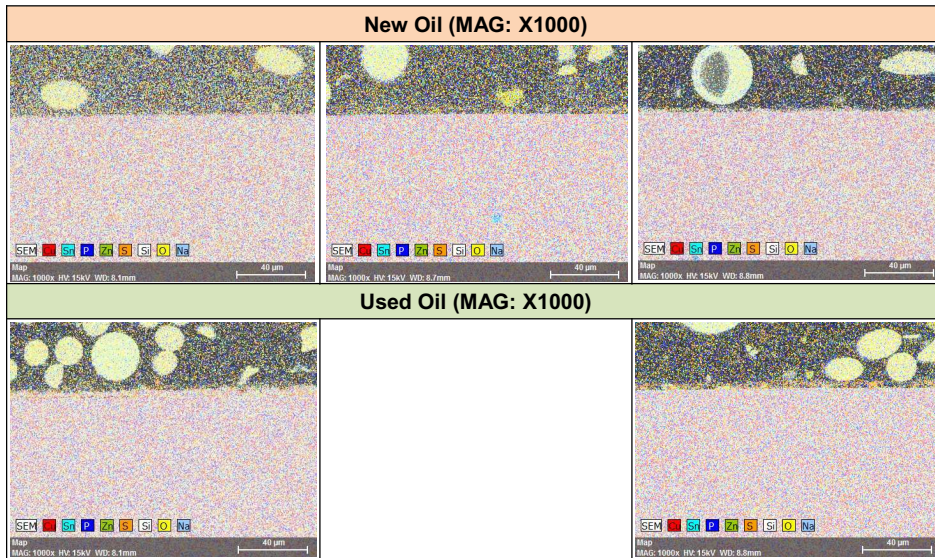 New Oil (MAG: X1000)
SEM Cu Sn P Zn S Si O Na
Map
MAG: 1000x HV: 15kV WD: 8.1mm
40 µm
SEM Cu Sn P Zn S Si O Na
Map
MAG: 1000x HV: 15kV WD: 8.7mm
40 µm
SEM Cu Sn P Zn S Si O Na
Map
MAG: 1000x HV: 15kV WD: 8.8mm
40 µm
Used Oil (MAG: X1000)
SEM Cu Sn P Zn S Si O Na
Map
MAG: 1000x HV: 15kV WD: 8.1mm
40 µm
SEM Cu Sn P Zn S Si O Na
Map
MAG: 1000x HV: 15kV WD: 8.8mm
40 µm